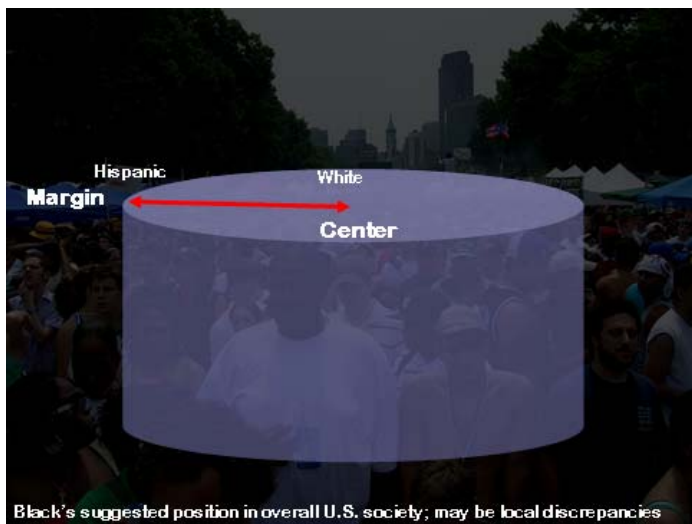 Hispanic
White
Margin
Center
Black's suggested position in overall U.S. society; may be local discrepancies